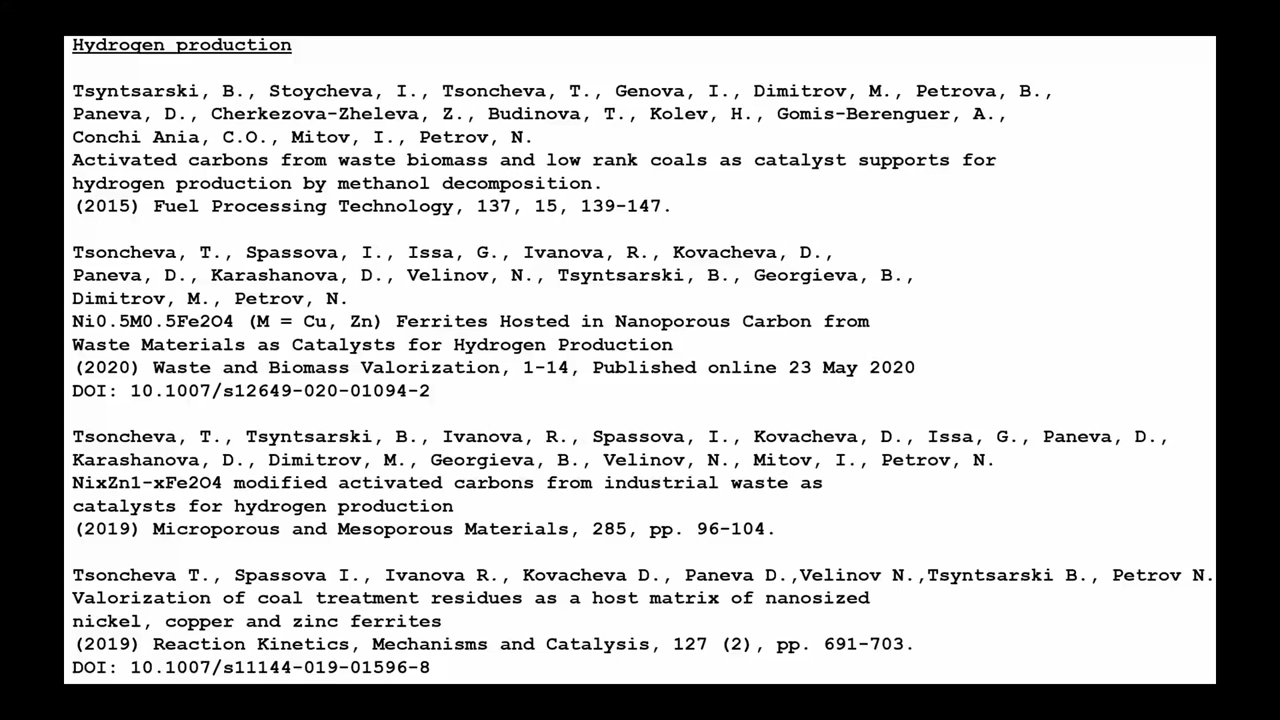 Hydrogen production
Tsyntsarski, B., Stoycheva, I., Tsoncheva, T., Genova, I., Dimitrov, M., Petrova, B.,
Paneva, D., Cherkezova-Zheleva, Z., Budinova, T., Kolev, H., Gomis-Berenguer, A.,
Conchi Ania, C.O., Mitov, I., Petrov, N.
Activated carbons from waste biomass and low rank coals as catalyst supports for
hydrogen production by methanol decomposition.
(2015) Fuel Processing Technology, 137, 15, 139-147.
Tsoncheva, T., Spassova, I., Issa, G., Ivanova, R., Kovacheva, D.,
Paneva, D., Karashanova, D., Velinov, N., Tsyntsarski, B., Georgieva, B.,
Dimitrov, M., Petrov, N.
Ni0.5M0.5Fe2O4 (M = Cu, Zn) Ferrites Hosted in Nanoporous Carbon from
Waste Materials as Catalysts for Hydrogen Production
(2020) Waste and Biomass Valorization, 1-14, Published online 23 May 2020
DOI: 10.1007/s12649-020-01094-2
Tsoncheva, T., Tsyntsarski, B., Ivanova, R., Spassova, I., Kovacheva, D., Issa, G., Paneva, D.,
Karashanova, D., Dimitrov, M., Georgieva, B., Velinov, N., Mitov, I., Petrov, N.
NixZn1-xFe2O4 modified activated carbons from industrial waste as
catalysts for hydrogen production
(2019) Microporous and Mesoporous Materials, 285, pp. 96-104.
Tsoncheva T., Spassova I., Ivanova R., Kovacheva D., Paneva D.,Velinov N.,Tsyntsarski B., Petrov N.
Valorization of coal treatment residues as a host matrix of nanosized
nickel, copper and zinc ferrites
(2019) Reaction Kinetics, Mechanisms and Catalysis, 127 (2), pp. 691-703.
DOI: 10.1007/s11144-019-01596-8